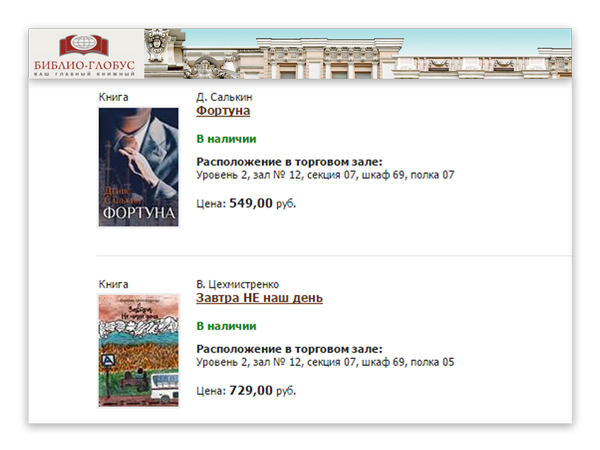 БИБЛИО-ГЛОБУС
ВАШ ГЛАВНЫЙ КНИЖНЫЙ
Книга
Д. Салькин
Фортуна
В наличии
Расположение в торговом зале:
Уровень 2, зал № 12, секция 07, шкаф 69, полка 07
Цена: 549,00 руб.
ДЕНИС
САЛЬКИН
ФОРТУНА
Книга
В. Цехмистренко
Завтра НЕ наш день
В наличии
Расположение в торговом зале:
Уровень 2, зал № 12, секция 07, шкаф 69, полка 05
Цена: 729,00 руб.
Завтра
Не наш день